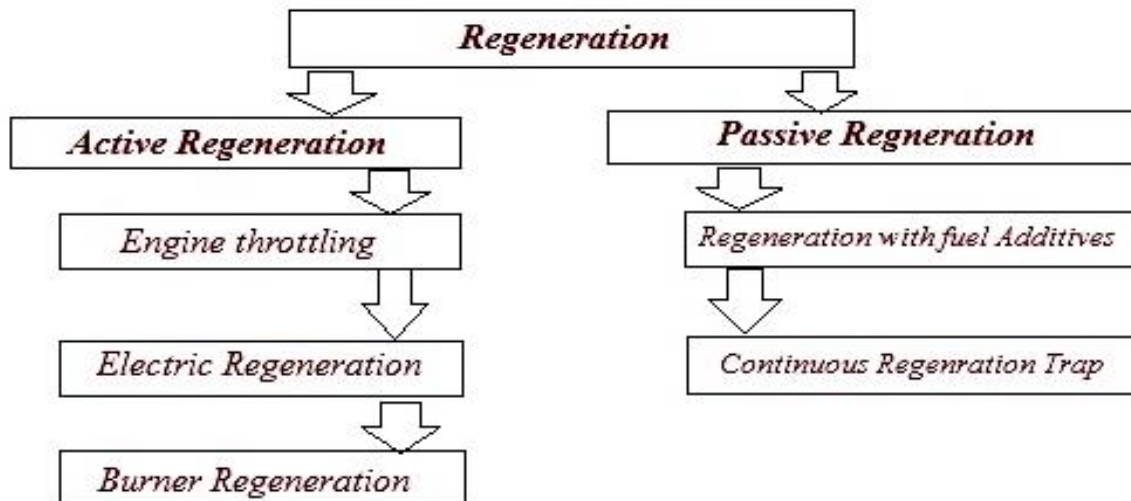 Regeneration
Active Regeneration
Passive Regneration
Engine throttling
Regeneration with fuel Additives
Electric Regeneration
Continuous Regenration Trap
Burner Regeneration